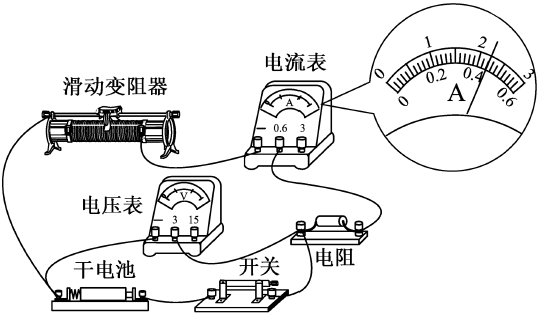 电流表
滑动变阻器
0 1 2 3
0 0.2 0.4 0.6
A
A
— 0.6 3
电压表
V
— 3 15
电阻
干电池
开关